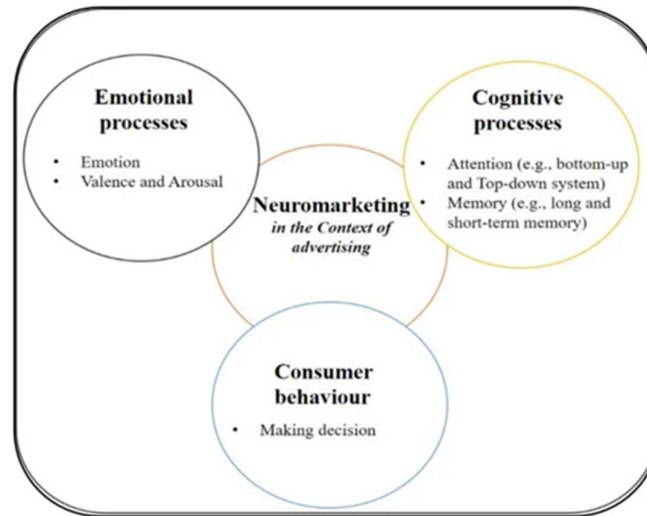 Emotional
processes
• Emotion
• Valence and Arousal
Cognitive
processes
• Attention (e.g., bottom-up
and Top-down system)
• Memory (e.g., long and
short-term memory)
Neuromarketing
in the Context of
advertising
Consumer
behaviour
• Making decision